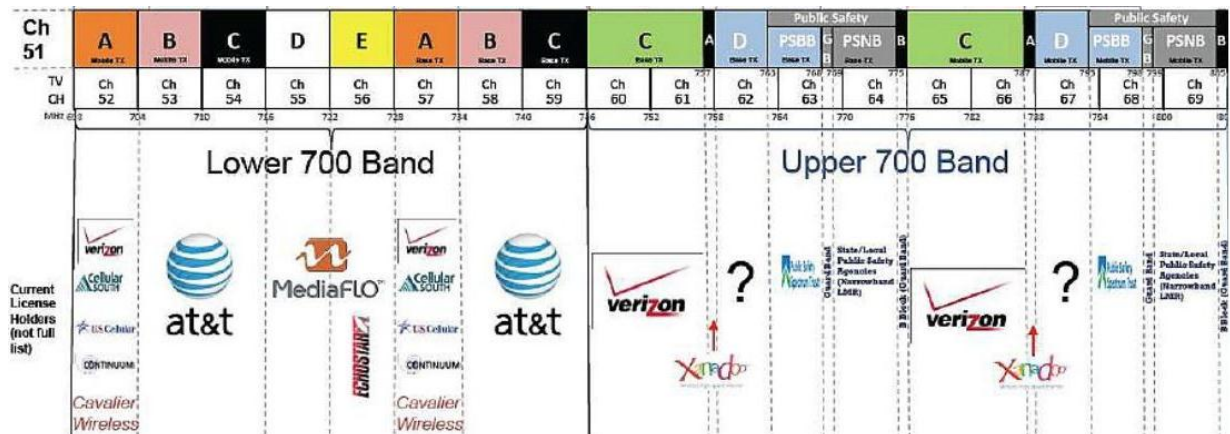 Ch
51
A
Mobile TX
B
Mobile TX
C
Mobile TX
D
E
A
Base TX
B
Base TX
C
Base TX
C
Base TX
A
D
Base TX
Public Safety
PSBB
Base TX
G
B
PSNB
Base TX
B
C
Mobile TX
A
D
Mobile TX
Public Safety
PSBB
Mobile TX
G
B
PSNB
Mobile TX
B
757 763 768 769 775 787 793 798 799 805
TV
CH
Ch 52 Ch 53 Ch 54 Ch 55 Ch 56 Ch 57 Ch 58 Ch 59 Ch 60 Ch 61 Ch 62 Ch 63 Ch 64 Ch 65 Ch 66 Ch 67 Ch 68 Ch 69
MHz 698 704 710 716 722 728 734 740 746 752 758 764 770 776 782 788 794 800
Lower 700 Band
Upper 700 Band
Current
License
Holders
(not full
list)
verizon
Cellular
SOUTH
US Cellular
CONTINUUM
Cavalier
Wireless
at&t
MediaFLO™
ECHOSTAR
verizon
Cellular
SOUTH
US Cellular
CONTINUUM
Cavalier
Wireless
at&t
verizon
Xanadoo
?
Public Safety
Spectrum Trust
Guard Band
State/Local
Public Safety
Agencies
(Narrowband
LMR)
B Block (Guard Band)
verizon
Xanadoo
?
Public Safety
Spectrum Trust
Guard Band
State/Local
Public Safety
Agencies
(Narrowband
LMR)
B Block (Guard Band)